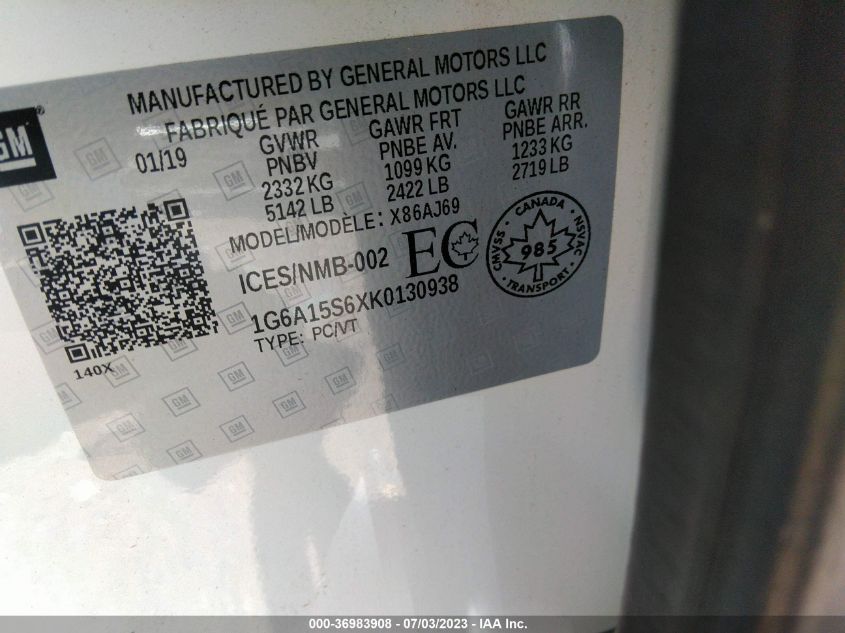 MANUFACTURED BY GENERAL MOTORS LLC
FABRIQUÉ PAR GENERAL MOTORS LLC
GM
®
01/19
GVWR
PNBV
2332 KG
5142 LB
GAWR FRT
PNBE AV.
1099 KG
2422 LB
GAWR RR
PNBE ARR.
1233 KG
2719 LB
MODEL/MODÈLE: X86AJ69
ICES/NMB-002
EC
CANADA
CMVSS
985
NSVAC
TRANSPORT
1G6A15S6XK0130938
TYPE: PC/VT
140X
000-36983908 - 07/03/2023 - IAA Inc.